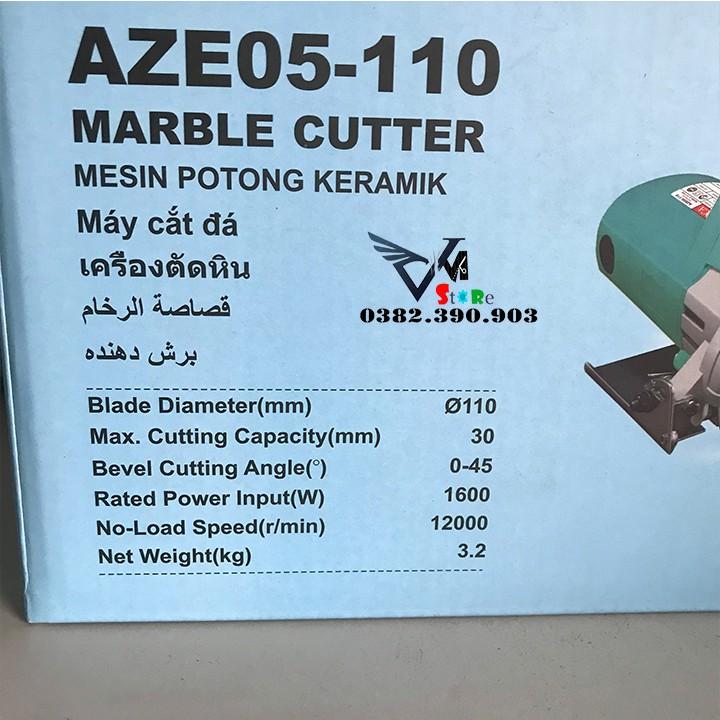 AZE05-110
MARBLE CUTTER
MESIN POTONG KERAMIK
Máy cắt đá
เครื่องตัดหิน
قصاصة الرخام
برش دهنده
Store
0382.390.903
Blade Diameter(mm) Ø110
Max. Cutting Capacity(mm) 30
Bevel Cutting Angle(°) 0-45
Rated Power Input(W) 1600
No-Load Speed(r/min) 12000
Net Weight(kg) 3.2